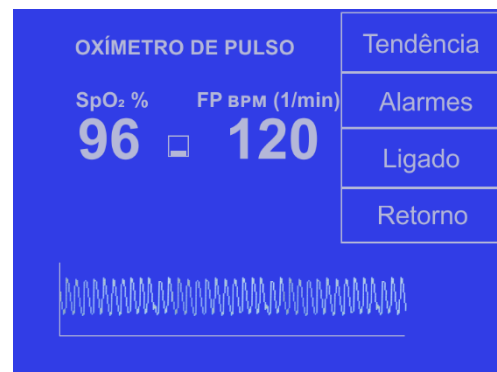 OXÍMETRO DE PULSO
SpO₂ % FP BPM (1/min)
96 120
Tendência
Alarmes
Ligado
Retorno